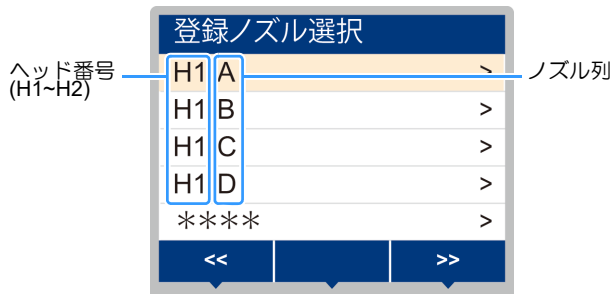 登録ノズル選択
ヘッド番号
(H1~H2)
H1 A >
ノズル列
H1 B >
H1 C >
H1 D >
**** >
<< >>